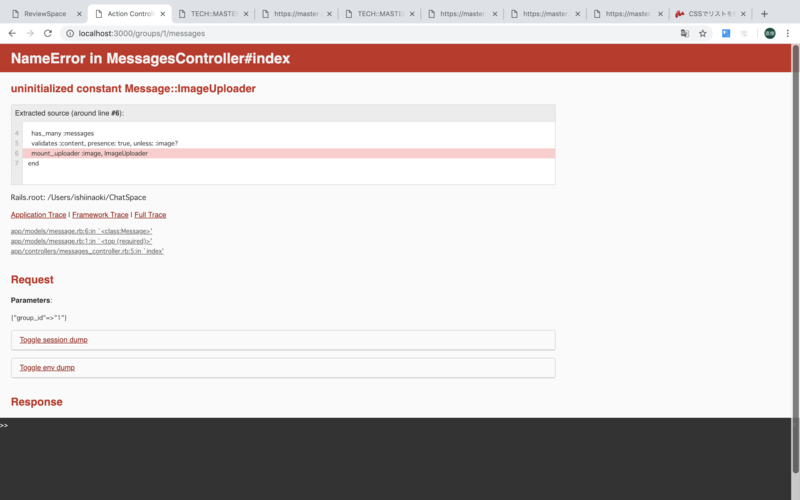 ReviewSpace
Action Control
TECH::MASTE
https://master.
TECH::MASTE
https://master.
https://master.
https://master.
CSSでリストを
localhost:3000/groups/1/messages
NameError in MessagesController#index
uninitialized constant Message::ImageUploader
Extracted source (around line #6):
4 has_many :messages
5 validates :content, presence: true, unless: :image?
6 mount_uploader :image, ImageUploader
7 end
Rails.root: /Users/ishiinaoki/ChatSpace
Application Trace | Framework Trace | Full Trace
app/models/message.rb:6:in `<class:Message>'
app/models/message.rb:1:in `<top (required)>'
app/controllers/messages_controller.rb:5:in `index'
Request
Parameters:
{"group_id"=>"1"}
Toggle session dump
Toggle env dump
Response
>>